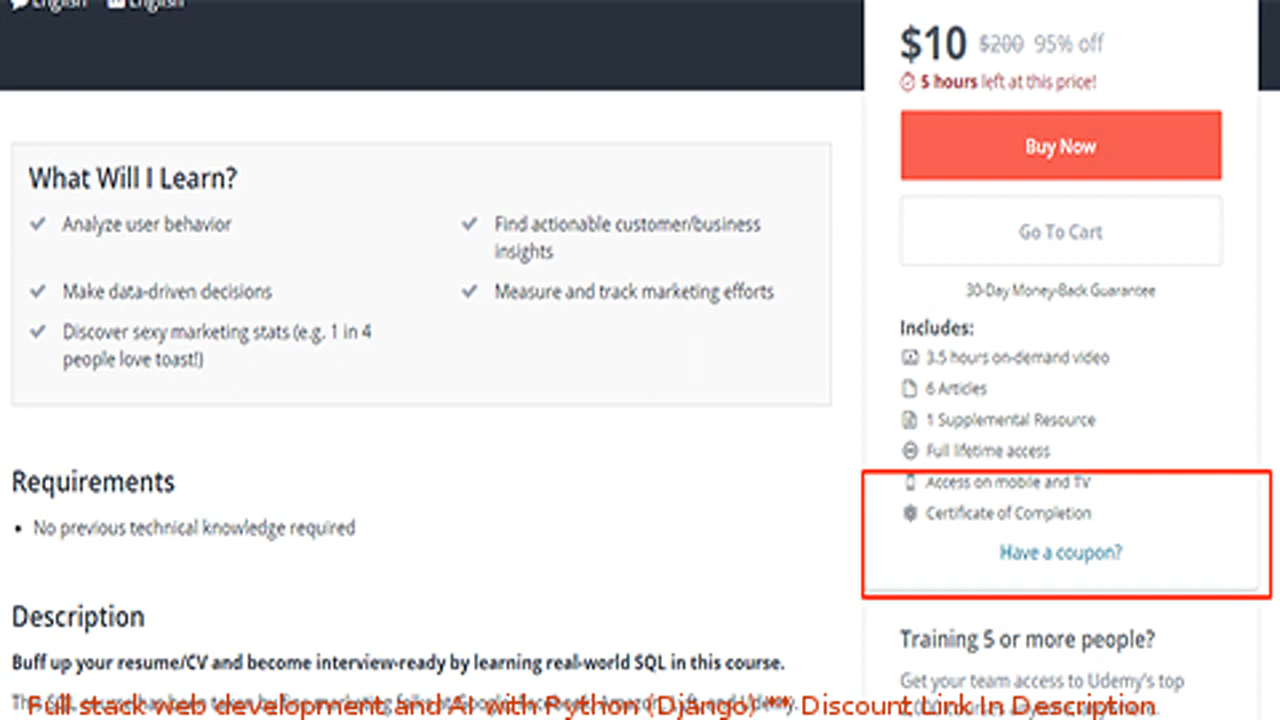 English English
What Will I Learn?
Analyze user behavior
Find actionable customer/business
insights
Make data-driven decisions
Measure and track marketing efforts
Discover sexy marketing stats (e.g. 1 in 4
people love toast!)
Requirements
No previous technical knowledge required
Description
Buff up your resume/CV and become interview-ready by learning real-world SQL in this course.
Full stack web development and AI with Python (Django) *** Discount Link In Description
$10 $200 95% off
5 hours left at this price!
Buy Now
Go To Cart
30-Day Money-Back Guarantee
Includes:
3.5 hours on-demand video
6 Articles
1 Supplemental Resource
Full lifetime access
Access on mobile and TV
Certificate of Completion
Have a coupon?
Training 5 or more people?
Get your team access to Udemy's top